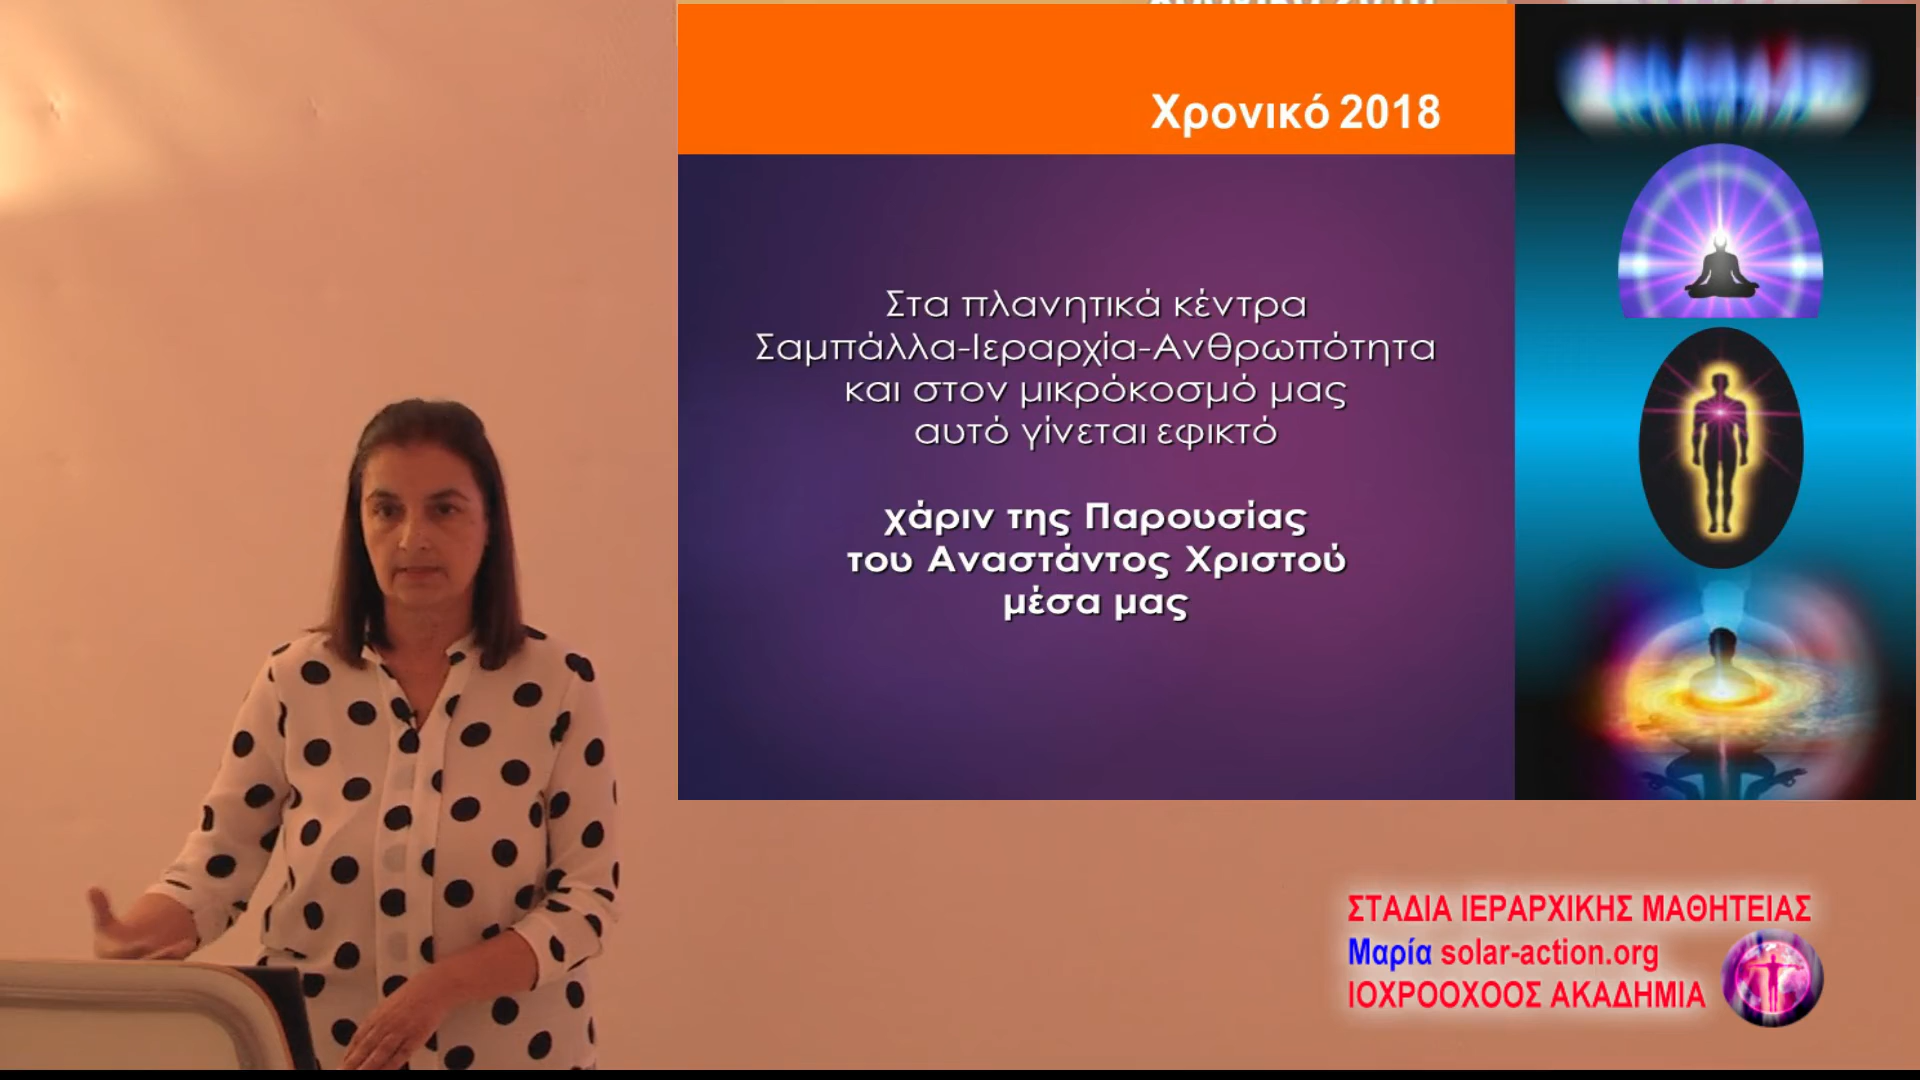 Χρονικό 2018
Στα πλανητικά κέντρα
Σαμπάλλα-Ιεραρχία-Ανθρωπότητα
και στον μικρόκοσμό μας
αυτό γίνεται εφικτό
χάριν της Παρουσίας
του Αναστάντος Χριστού
μέσα μας
ΣΤΑΔΙΑ ΙΕΡΑΡΧΙΚΗΣ ΜΑΘΗΤΕΙΑΣ
Μαρία solar-action.org
ΙΟΧΡΟΟΧΟΟΣ ΑΚΑΔΗΜΙΑ